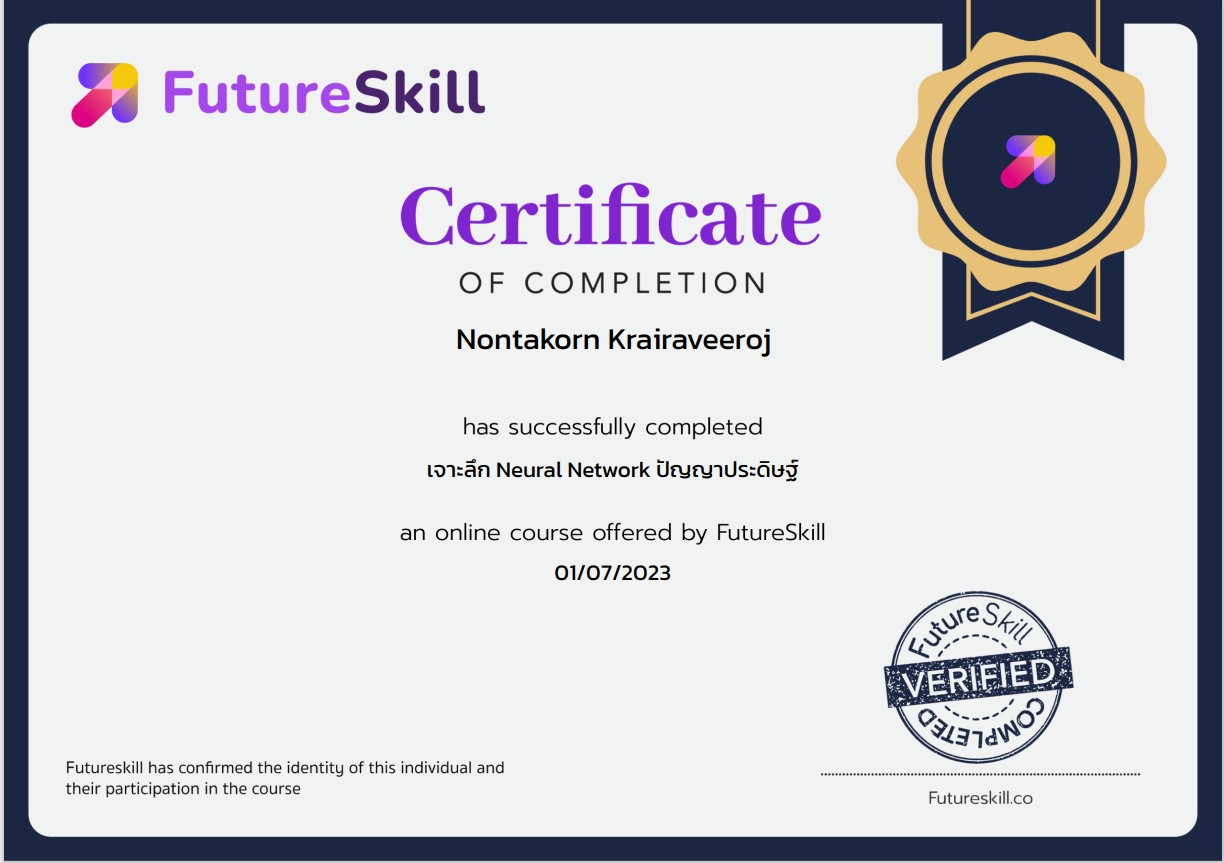 FutureSkill
Certificate
OF COMPLETION
Nontakorn Krairaveeroj
has successfully completed
เจาะลึก Neural Network ปัญญาประดิษฐ์
an online course offered by FutureSkill
01/07/2023
FutureSkill
VERIFIED
COMPLETED
Futureskill has confirmed the identity of this individual and
their participation in the course
Futureskill.co